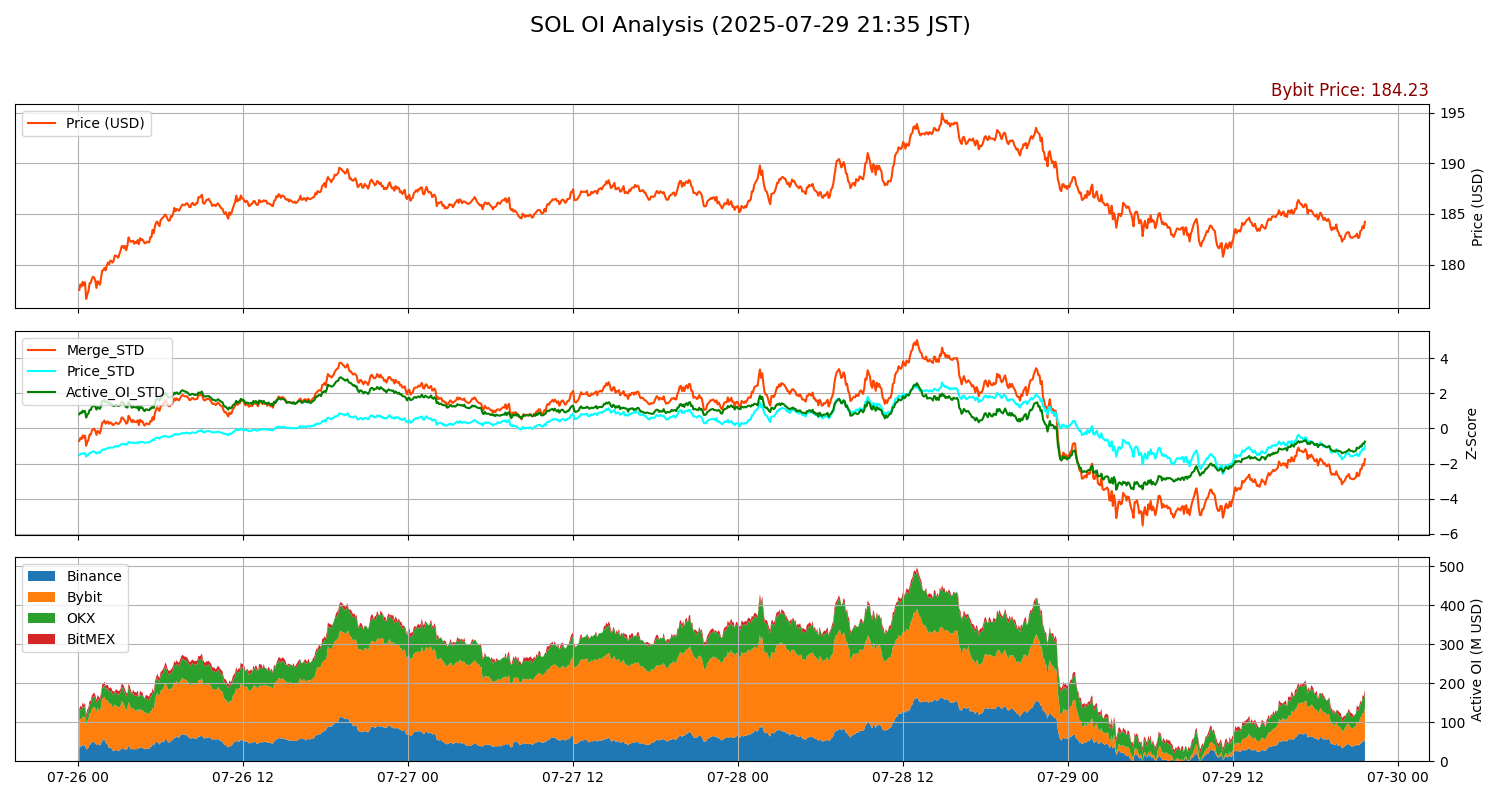 SOL OI Analysis (2025-07-29 21:35 JST)
Bybit Price: 184.23
Price (USD)
195
190
185
180
Price (USD)
Merge_STD
Price_STD
Active_OI_STD
4
2
0
−2
−4
−6
Z-Score
Binance
Bybit
OKX
BitMEX
500
400
300
200
100
0
Active OI (M USD)
07-26 00
07-26 12
07-27 00
07-27 12
07-28 00
07-28 12
07-29 00
07-29 12
07-30 00